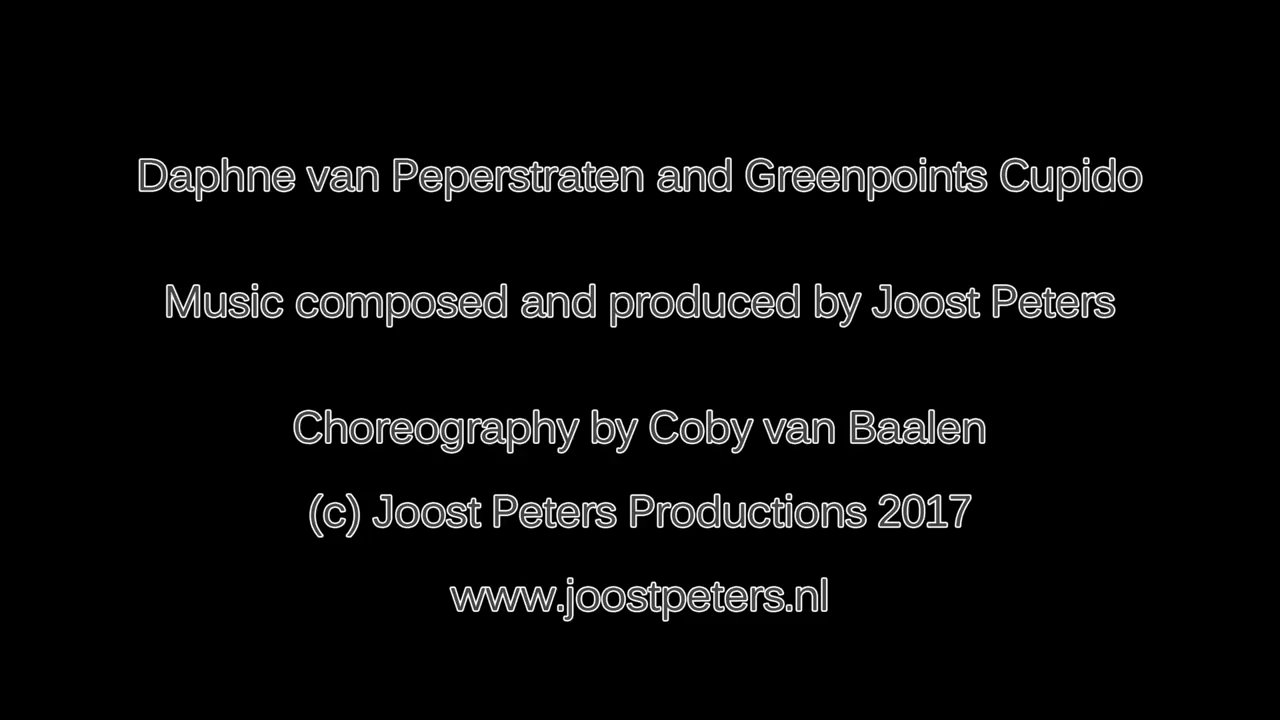 Daphne van Peperstraten and Greenpoints Cupido
Music composed and produced by Joost Peters
Choreography by Coby van Baalen
(c) Joost Peters Productions 2017
www.joostpeters.nl